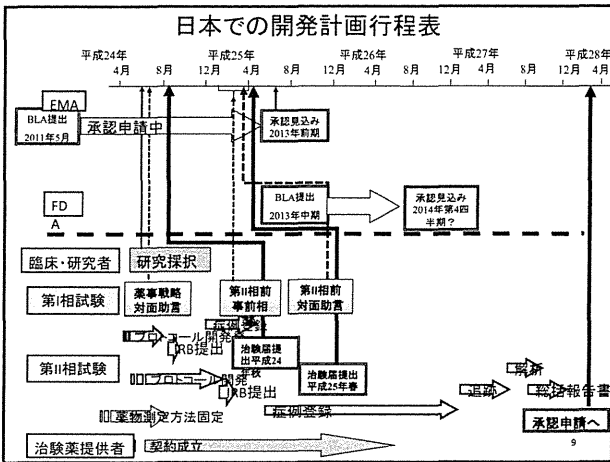 日本での開発計画行程表
平成24年 平成25年 平成26年 平成27年 平成28年
4月 8月 12月 4月 8月 12月 4月 8月 12月 4月 8月 12月 4月
EMA
BLA提出
2011年5月
承認申請中
承認見込み
2013年前期
FD
A
BLA提出
2013年中期
承認見込み
2014年第4四
半期?
臨床・研究者
研究採択
第I相試験
薬事戦略
対面助言
第II相前
事前相
第II相前
対面助言
症例登録
プロトコール開発
IRB提出
治験届提
出平成24
年秋
治験届提出
平成25年春
第II相試験
プロトコール開発
IRB提出
解析
追跡
総括報告書
薬物測定方法固定
症例登録
承認申請へ
治験薬提供者
契約成立
9